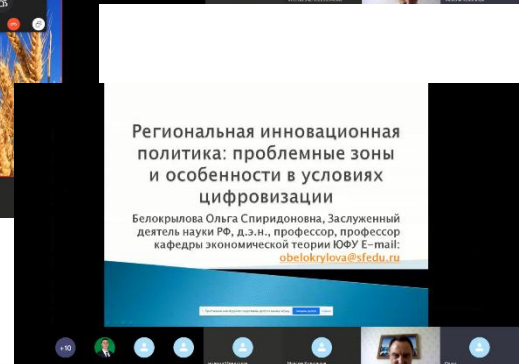 Региональная инновационная
политика: проблемные зоны
и особенности в условиях
цифровизации
Белокрылова Ольга Спиридоновна, Заслуженный
деятель науки РФ, д.э.н., профессор, профессор
кафедры экономической теории ЮФУ E-mail:
obelokrylova@sfedu.ru
+10